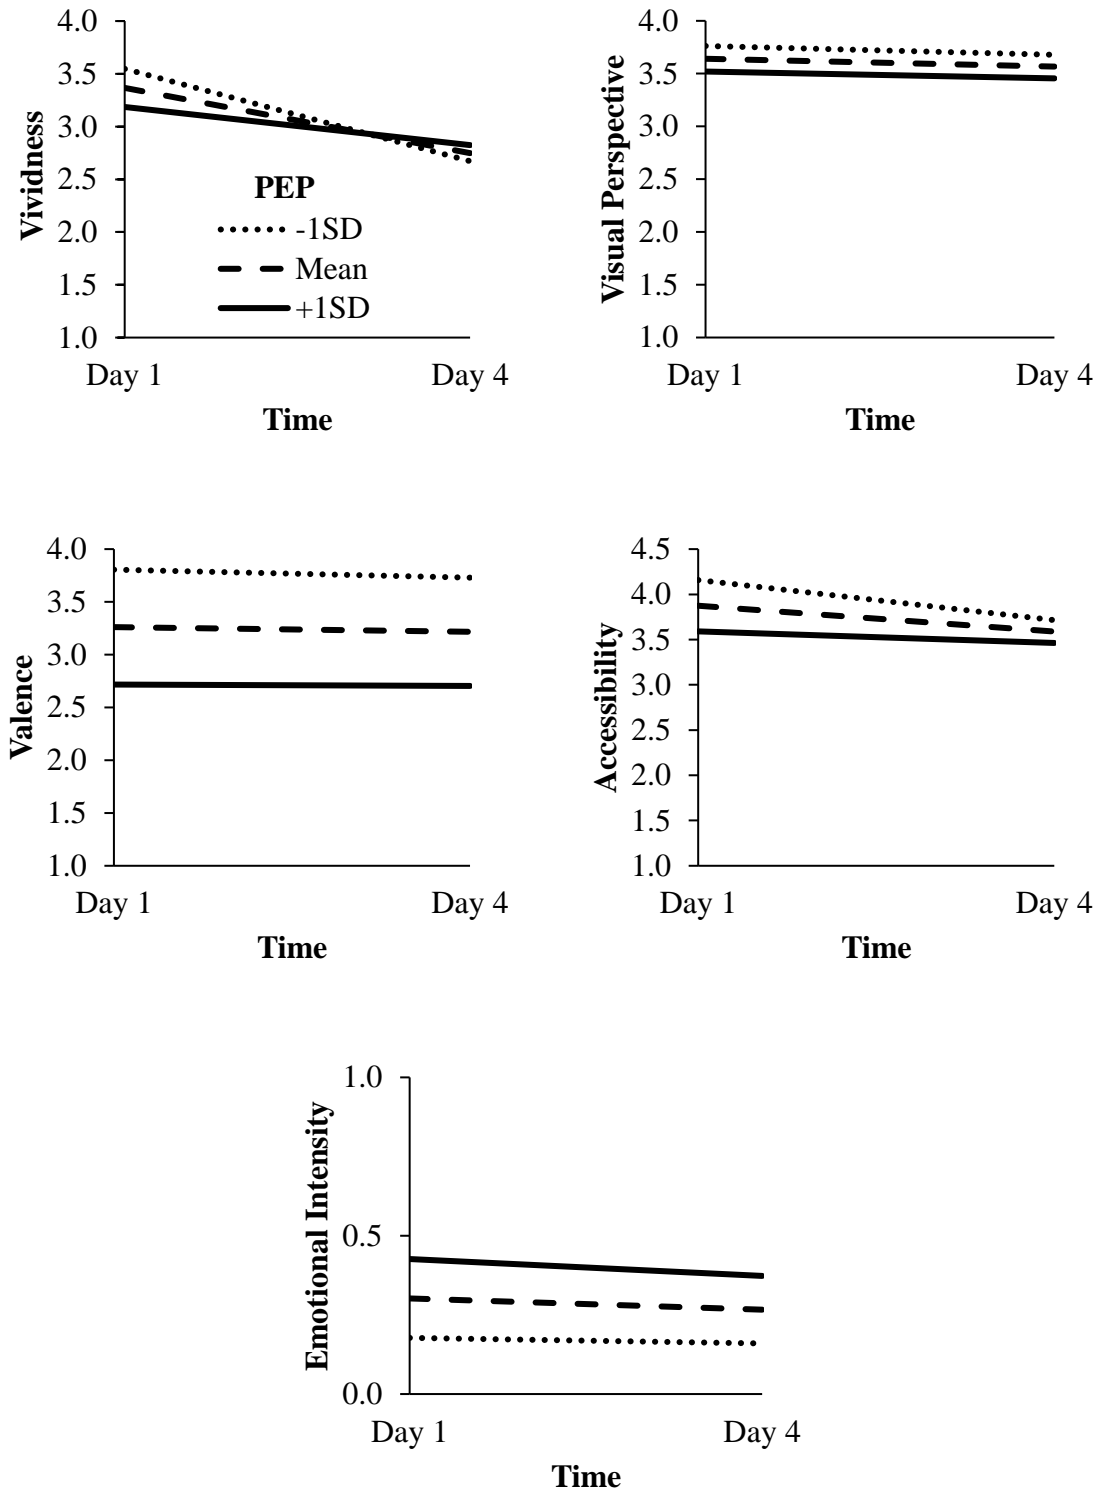 4.0
3.5
3.0
2.5
2.0
1.5
1.0
Vividness
PEP
-1SD
Mean
+1SD
Day 1
Day 4
Time
4.0
3.5
3.0
2.5
2.0
1.5
1.0
Visual Perspective
Day 1
Day 4
Time
4.0
3.5
3.0
2.5
2.0
1.5
1.0
Valence
Day 1
Day 4
Time
4.5
4.0
3.5
3.0
2.5
2.0
1.5
1.0
Accessibility
Day 1
Day 4
Time
1.0
0.5
0.0
Emotional Intensity
Day 1
Day 4
Time